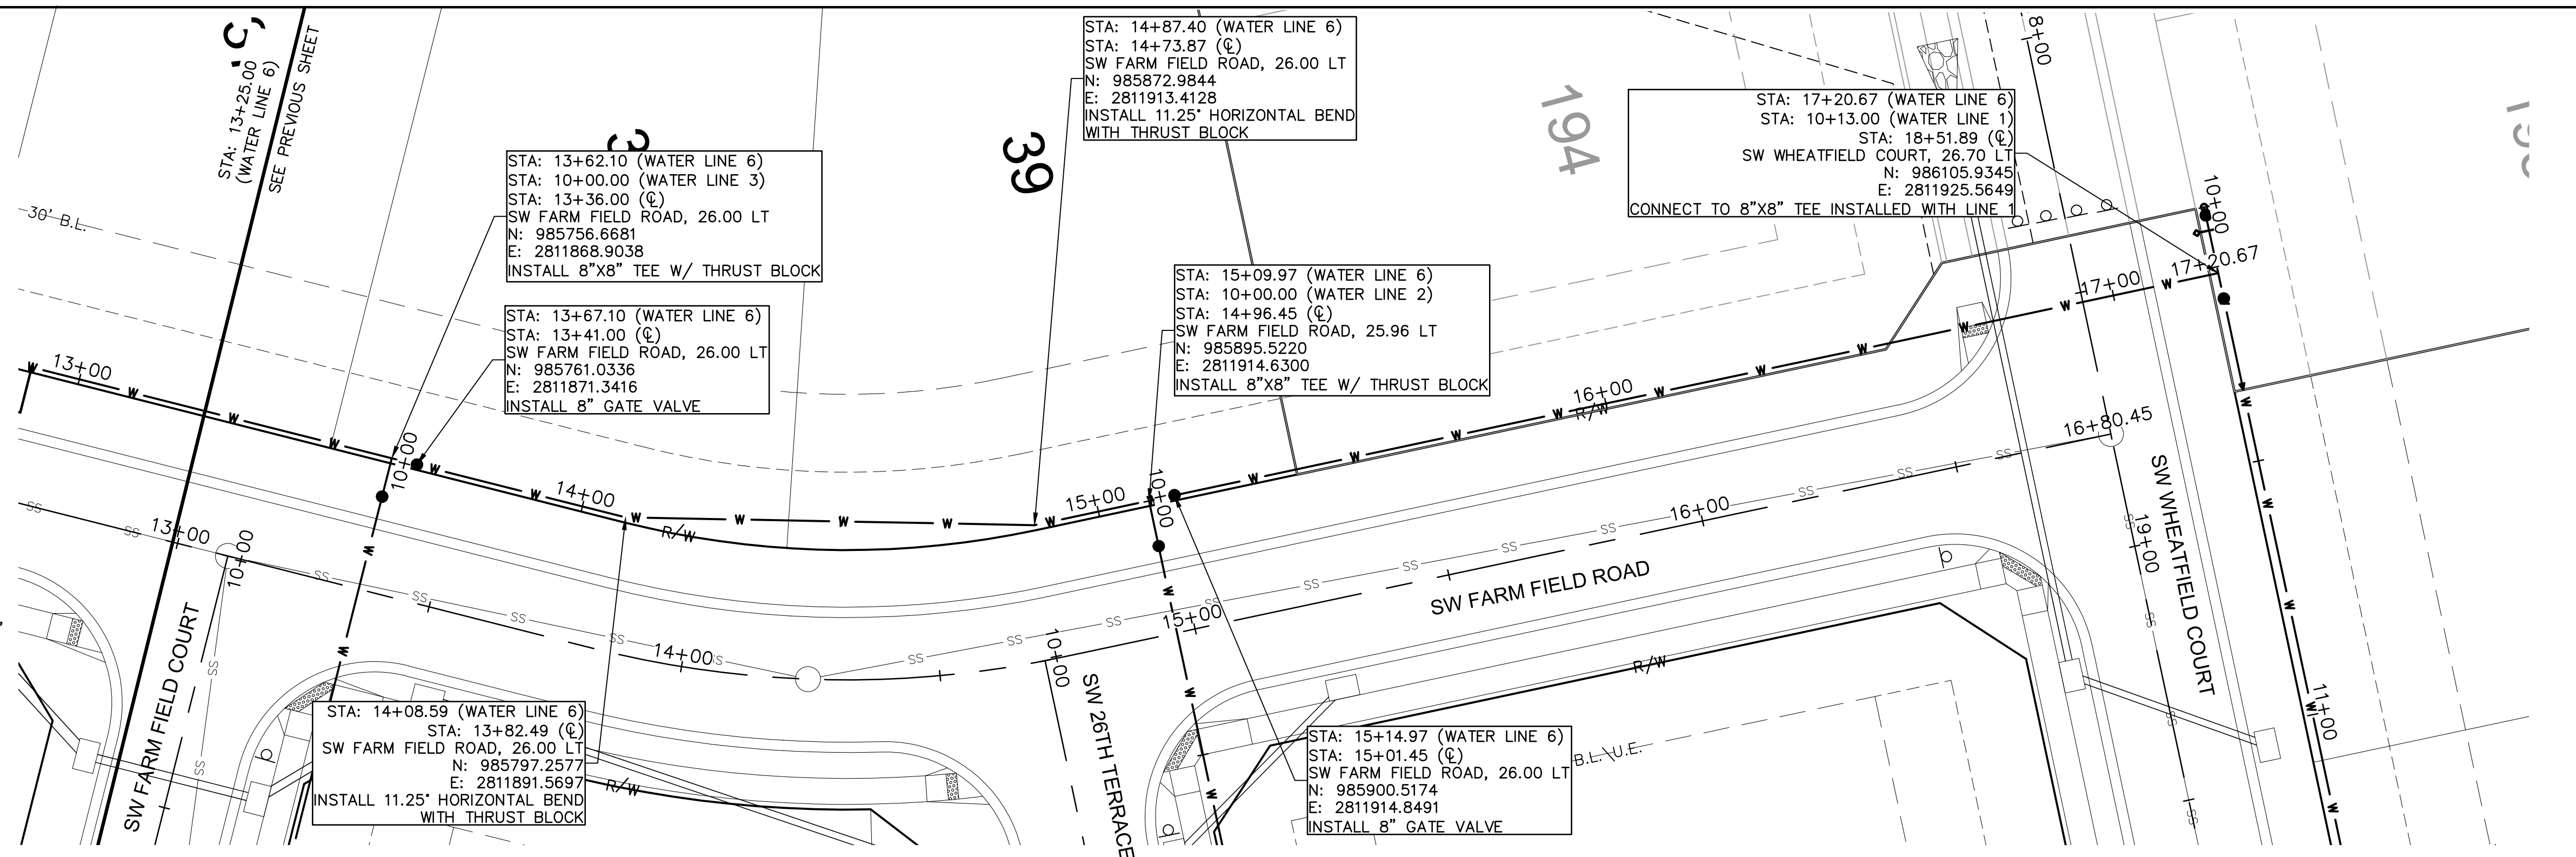 STA: 13+25.00
(WATER LINE 6)
SEE PREVIOUS SHEET
30' B.L.
STA: 13+62.10 (WATER LINE 6)
STA: 10+00.00 (WATER LINE 3)
STA: 13+36.00 (℄)
SW FARM FIELD ROAD, 26.00 LT
N: 985756.6681
E: 2811868.9038
INSTALL 8"X8" TEE W/ THRUST BLOCK
STA: 13+67.10 (WATER LINE 6)
STA: 13+41.00 (℄)
SW FARM FIELD ROAD, 26.00 LT
N: 985761.0336
E: 2811871.3416
INSTALL 8" GATE VALVE
39
STA: 14+87.40 (WATER LINE 6)
STA: 14+73.87 (℄)
SW FARM FIELD ROAD, 26.00 LT
N: 985872.9844
E: 2811913.4128
INSTALL 11.25° HORIZONTAL BEND
WITH THRUST BLOCK
STA: 15+09.97 (WATER LINE 6)
STA: 10+00.00 (WATER LINE 2)
STA: 14+96.45 (℄)
SW FARM FIELD ROAD, 25.96 LT
N: 985895.5220
E: 2811914.6300
INSTALL 8"X8" TEE W/ THRUST BLOCK
194
STA: 17+20.67 (WATER LINE 6)
STA: 10+13.00 (WATER LINE 1)
STA: 18+51.89 (℄)
SW WHEATFIELD COURT, 26.70 LT
N: 986105.9345
E: 2811925.5649
CONNECT TO 8"X8" TEE INSTALLED WITH LINE 1
8+00
10+00
17+20.67
17+00
13+00
10+00
14+00
R/W
15+00
10+00
16+00
R/W
16+80.45
13+00
10+00
14+00
15+00
16+00
SW FARM FIELD ROAD
10+00
SW 26TH TERRACE
SW FARM FIELD COURT
SW WHEATFIELD COURT
19+00
11+00
R/W
B.L.\U.E.
R/W
STA: 14+08.59 (WATER LINE 6)
STA: 13+82.49 (℄)
SW FARM FIELD ROAD, 26.00 LT
N: 985797.2577
E: 2811891.5697
INSTALL 11.25° HORIZONTAL BEND
WITH THRUST BLOCK
STA: 15+14.97 (WATER LINE 6)
STA: 15+01.45 (℄)
SW FARM FIELD ROAD, 26.00 LT
N: 985900.5174
E: 2811914.8491
INSTALL 8" GATE VALVE